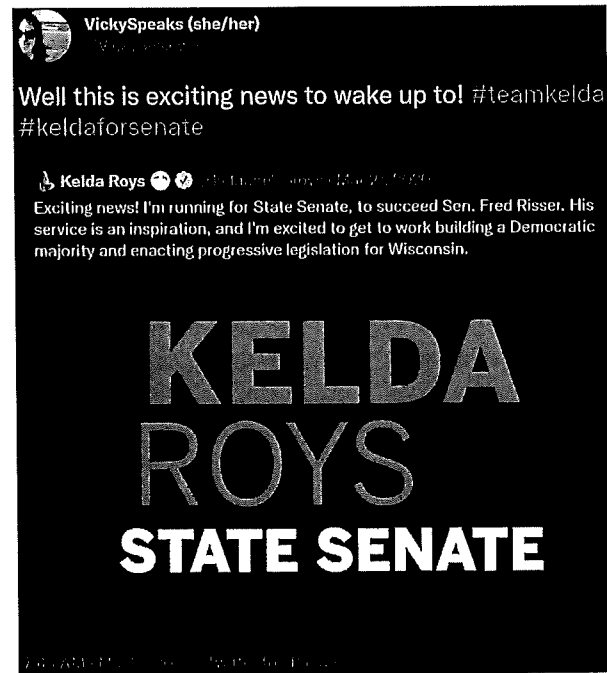 VickySpeaks (she/her)
Well this is exciting news to wake up to! #teamkelda
#keldaforsenate
Kelda Roys
Exciting news! I'm running for State Senate, to succeed Sen. Fred Risser. His
service is an inspiration, and I'm excited to get to work building a Democratic
majority and enacting progressive legislation for Wisconsin.
KELDA
ROYS
STATE SENATE